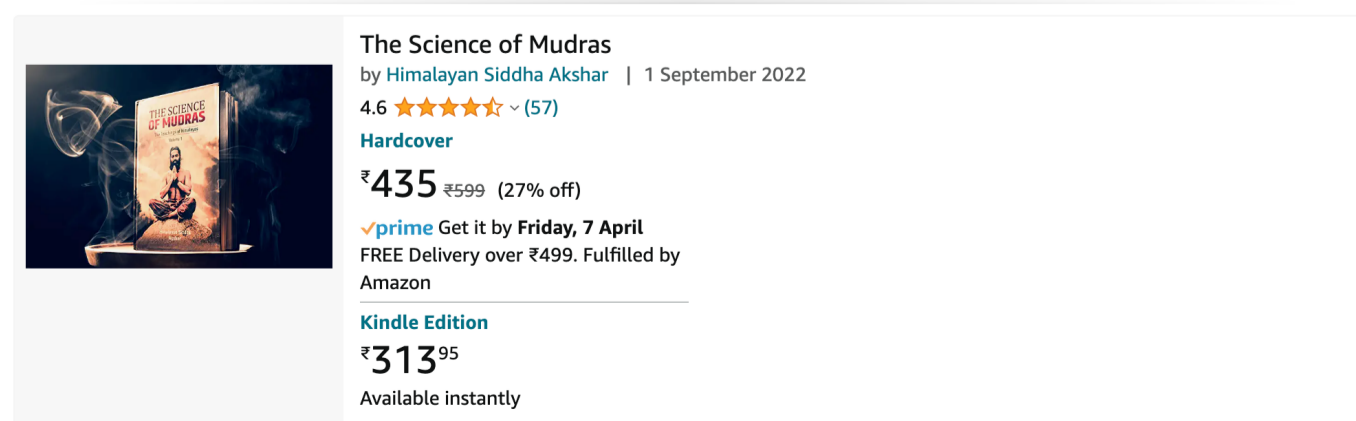 The Science of Mudras
by Himalayan Siddha Akshar | 1 September 2022
4.6 (57)
Hardcover
₹435 ₹599 (27% off)
prime Get it by Friday, 7 April
FREE Delivery over ₹499. Fulfilled by
Amazon
Kindle Edition
₹31395
Available instantly
THE SCIENCE
OF MUDRAS